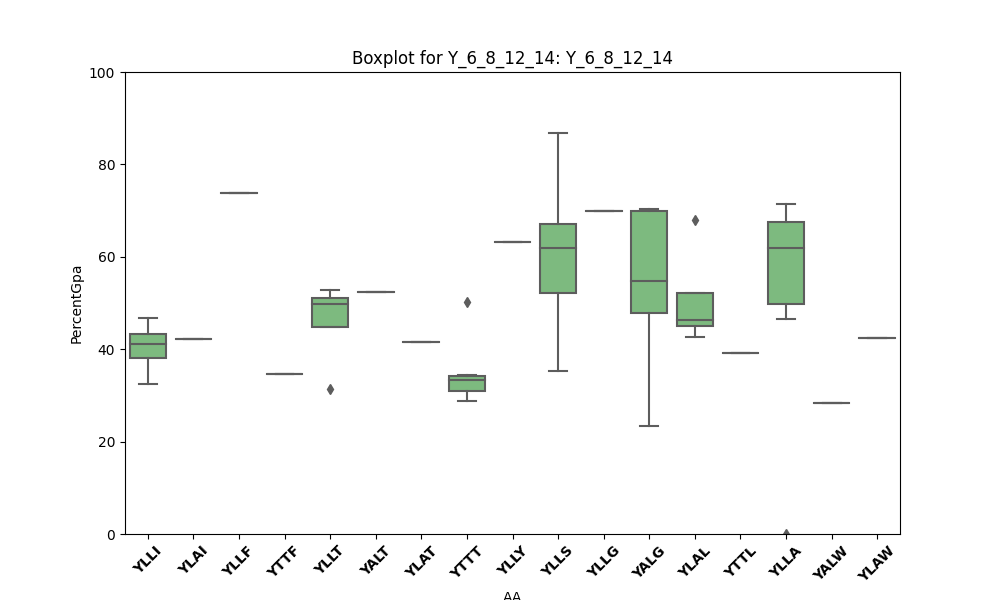 Boxplot for Y_6_8_12_14: Y_6_8_12_14
100
80
60
40
20
0
PercentGpa
YLLI YLAI YLLF YTTF YLLT YALT YLAT YTTT YLLY YLLS YLLG YALG YLAL YTTL YLLA YALW YLAW
AA